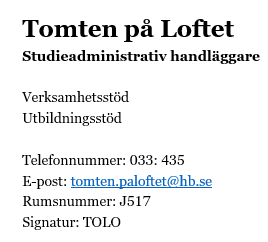 Tomten på Loftet
Studieadministrativ handläggare
Verksamhetsstöd
Utbildningsstöd
Telefonnummer: 033: 435
E-post: tomten.paloftet@hb.se
Rumsnummer: J517
Signatur: TOLO